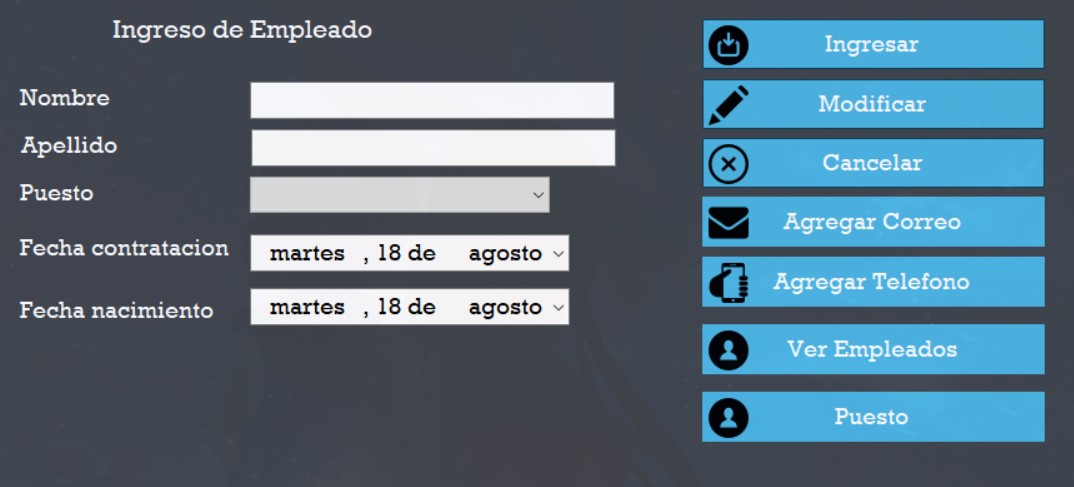 Ingreso de Empleado
Nombre
Apellido
Puesto
Fecha contratacion
martes , 18 de agosto
Fecha nacimiento
martes , 18 de agosto
Ingresar
Modificar
Cancelar
Agregar Correo
Agregar Telefono
Ver Empleados
Puesto